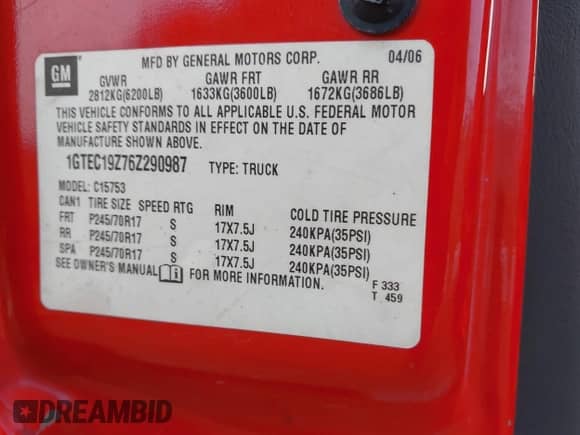 GM
MFD BY GENERAL MOTORS CORP. 04/06
GVWR GAWR FRT GAWR RR
2812KG(6200LB) 1633KG(3600LB) 1672KG(3686LB)
THIS VEHICLE CONFORMS TO ALL APPLICABLE U.S. FEDERAL MOTOR
VEHICLE SAFETY STANDARDS IN EFFECT ON THE DATE OF
MANUFACTURE SHOWN ABOVE.
1GTEC19Z76Z290987 TYPE: TRUCK
MODEL: C15753
CAN1 TIRE SIZE SPEED RTG RIM COLD TIRE PRESSURE
FRT P245/70R17 S 17X7.5J 240KPA(35PSI)
RR P245/70R17 S 17X7.5J 240KPA(35PSI)
SPA P245/70R17 S 17X7.5J 240KPA(35PSI)
SEE OWNER'S MANUAL FOR MORE INFORMATION.
F 333
T 459
DREAMBID